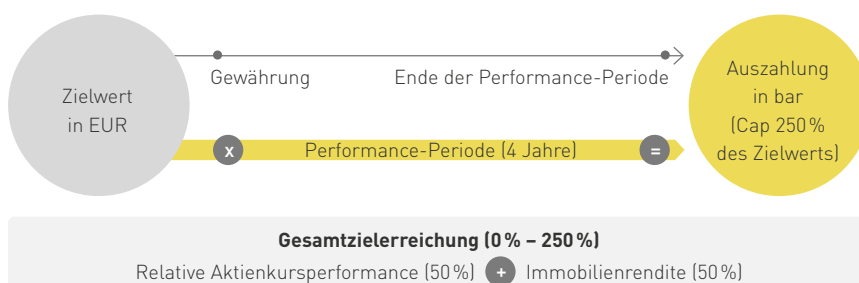 Zielwert
in EUR
Gewährung
Ende der Performance-Periode
x
Performance-Periode (4 Jahre)
=
Auszahlung
in bar
(Cap 250 %
des Zielwerts)
Gesamtzielerreichung (0 % – 250 %)
Relative Aktienkursperformance (50 %) + Immobilienrendite (50 %)